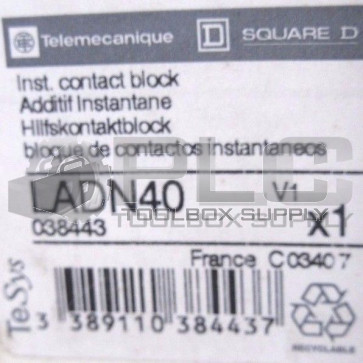 Telemecanique SQUARE D
Inst. contact block
Additif Instantane
Hilfskontaktblock
bloque de contactos instantaneos
LADN40 V1
038443 x1
PLC
TOOLBOX SUPPLY
France C0340 7
TeSys
3 389110 384437
RECYCLABLE